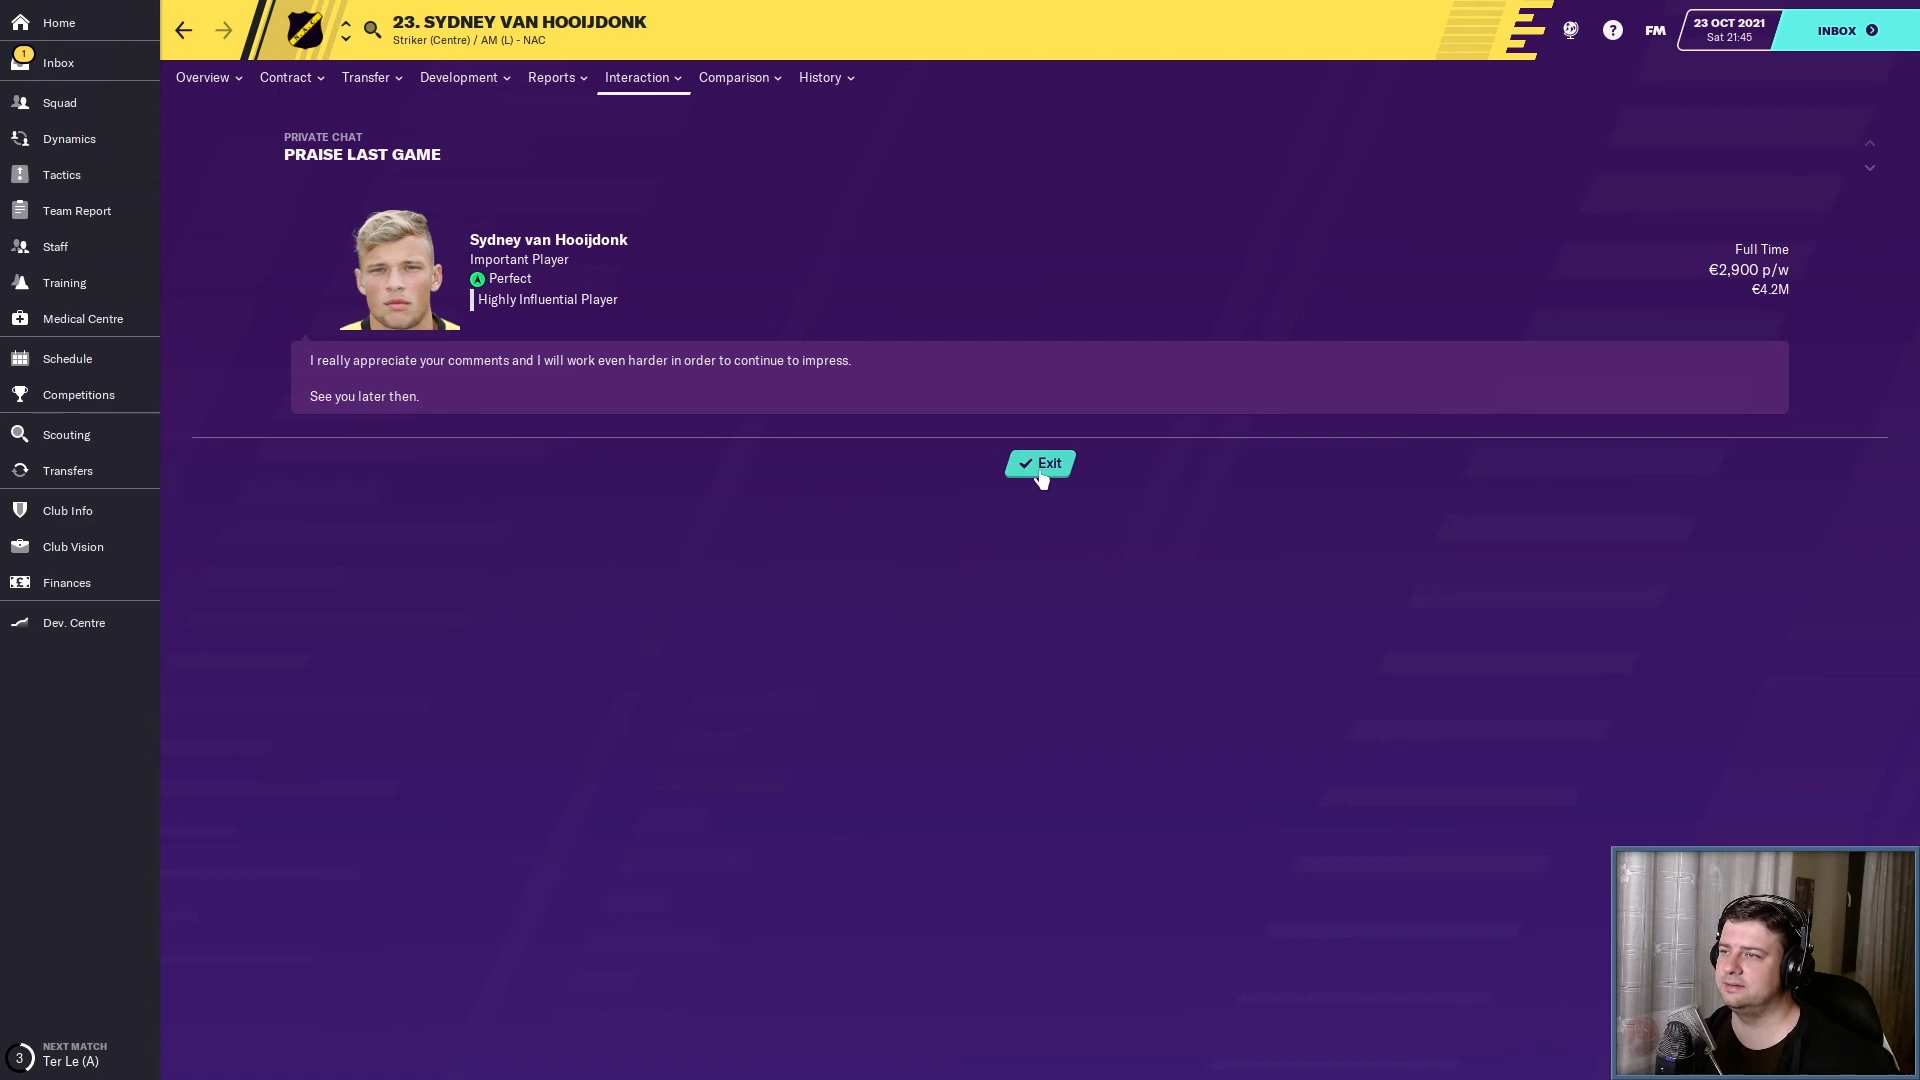 Home
1
Inbox
Squad
Dynamics
Tactics
Team Report
Staff
Training
Medical Centre
Schedule
Competitions
Scouting
Transfers
Club Info
Club Vision
Finances
Dev. Centre
3
NEXT MATCH
Ter Le (A)
N.A.C
23. SYDNEY VAN HOOIJDONK
Striker (Centre) / AM (L) - NAC
?
FM
23 OCT 2021
Sat 21:45
INBOX
Overview
Contract
Transfer
Development
Reports
Interaction
Comparison
History
PRIVATE CHAT
PRAISE LAST GAME
Sydney van Hooijdonk
Important Player
Perfect
Highly Influential Player
Full Time
€2,900 p/w
€4.2M
I really appreciate your comments and I will work even harder in order to continue to impress.
See you later then.
Exit